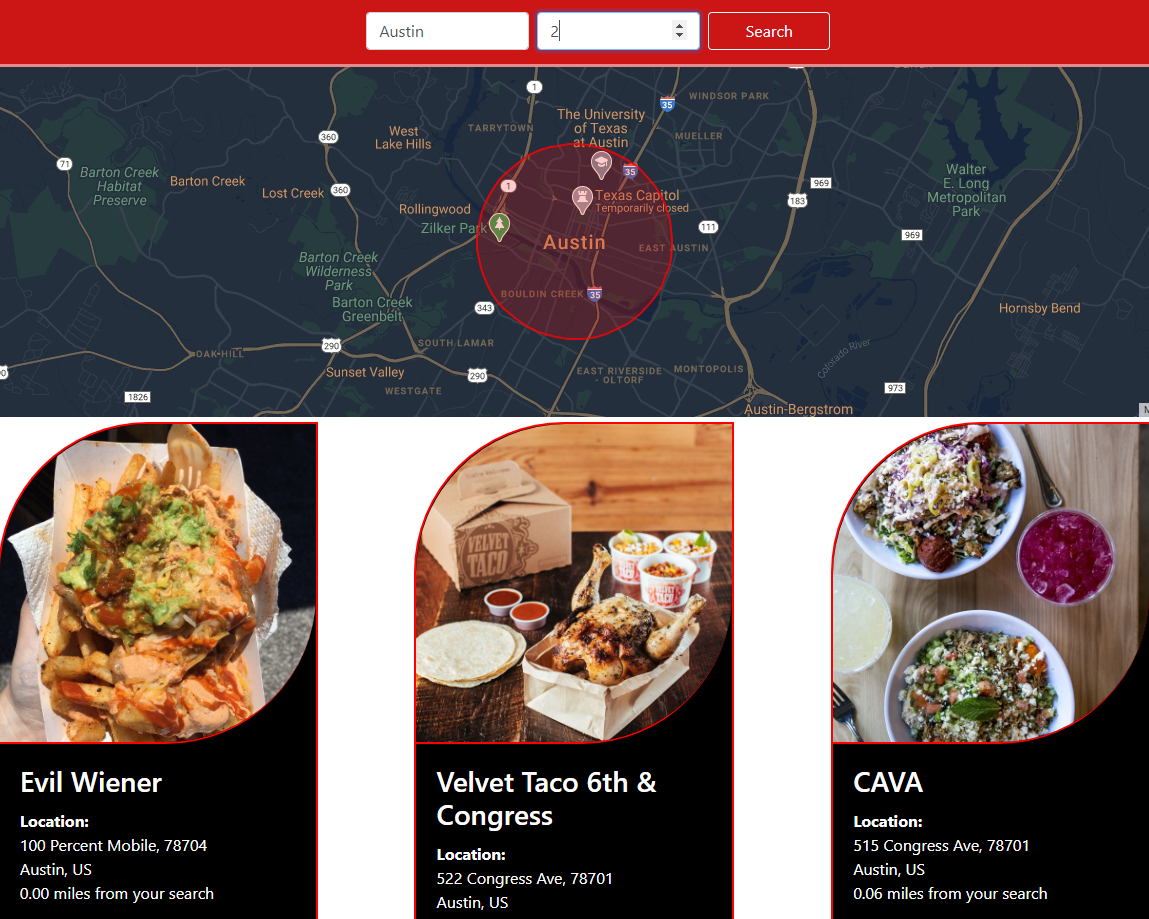 Austin
2
Search
1
35
WINDSOR PARK
The University
of Texas
at Austin
TARRYTOWN
MUELLER
360
West
Lake Hills
71
Barton Creek
Habitat
Preserve
Barton Creek
Lost Creek
360
1
35
969
183
Walter
E. Long
Metropolitan
Park
Texas Capitol
Temporarily closed
Rollingwood
Zilker Park
111
969
Austin
EAST AUSTIN
Barton Creek
Wilderness
Park
BOULDIN CREEK
35
Barton Creek
Greenbelt
343
Hornsby Bend
290
SOUTH LAMAR
OAK HILL
Colorado River
Sunset Valley
290
EAST RIVERSIDE
- OLTORF
MONTOPOLIS
WESTGATE
973
1826
Austin-Bergstrom
VELVET
TACO
Evil Wiener
Location:
100 Percent Mobile, 78704
Austin, US
0.00 miles from your search
Velvet Taco 6th &
Congress
Location:
522 Congress Ave, 78701
Austin, US
CAVA
Location:
515 Congress Ave, 78701
Austin, US
0.06 miles from your search